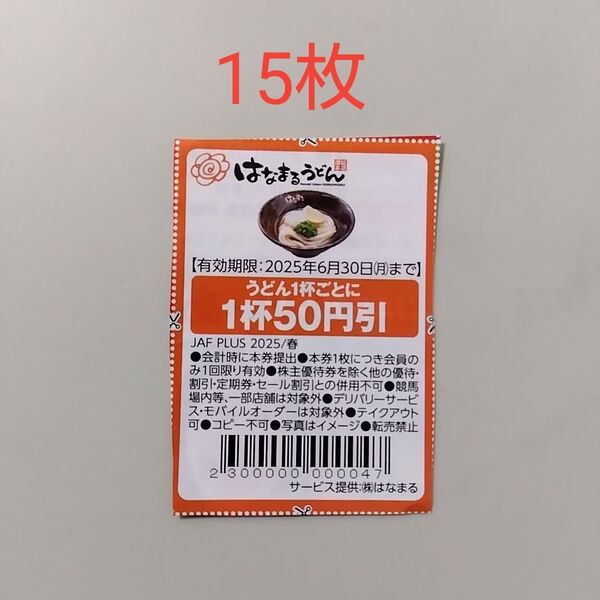 15枚
はなまるうどん
はなまる
【有効期限:2025年6月30日(月)まで】
うどん1杯ごとに
1杯50円引
JAF PLUS 2025/春
●会計時に本券提出●本券1枚につき会員の
み1回限り有効●株主優待券を除く他の優待・
割引・定期券・セール割引との併用不可●競馬
場内等、一部店舗は対象外●デリバリーサービ
ス・モバイルオーダーは対象外●テイクアウト
可●コピー不可●写真はイメージ●転売禁止
2 300000 000047
サービス提供:㈱はなまる